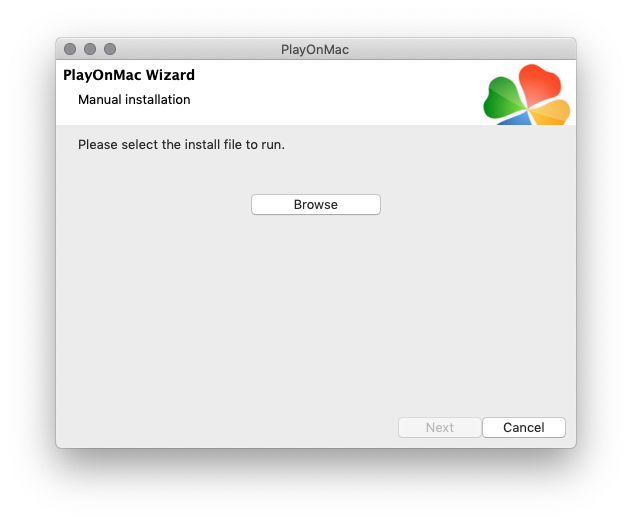 PlayOnMac
PlayOnMac Wizard
Manual installation
Please select the install file to run.
Browse
Next
Cancel